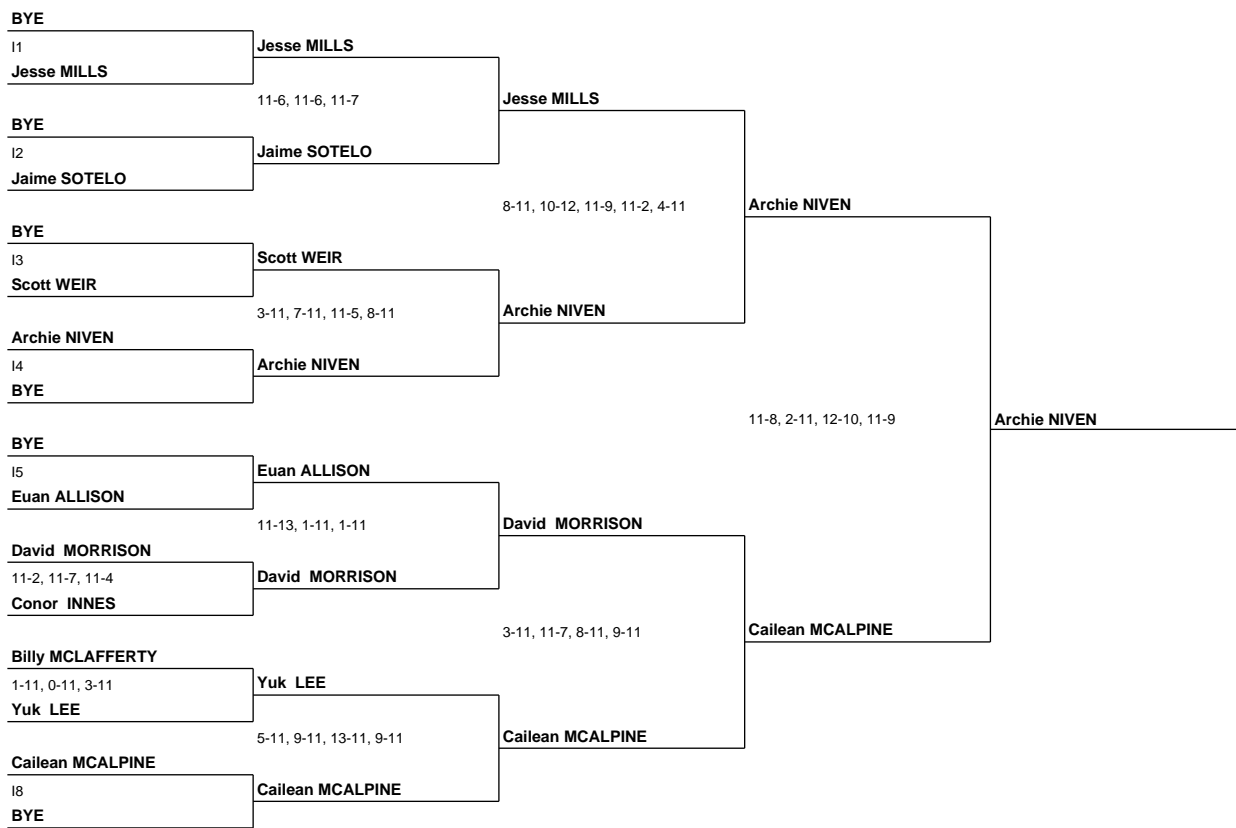 BYE
I1
Jesse MILLS
BYE
I2
Jaime SOTELO
BYE
I3
Scott WEIR
Archie NIVEN
I4
BYE
BYE
I5
Euan ALLISON
David  MORRISON
11-2, 11-7, 11-4
Conor  INNES
Billy MCLAFFERTY
1-11, 0-11, 3-11
Yuk  LEE
Cailean MCALPINE
I8
BYE
Jesse MILLS
11-6, 11-6, 11-7
Jaime SOTELO
Scott WEIR
3-11, 7-11, 11-5, 8-11
Archie NIVEN
Euan ALLISON
11-13, 1-11, 1-11
David  MORRISON
Yuk  LEE
5-11, 9-11, 13-11, 9-11
Cailean MCALPINE
Jesse MILLS
8-11, 10-12, 11-9, 11-2, 4-11
Archie NIVEN
David  MORRISON
3-11, 11-7, 8-11, 9-11
Cailean MCALPINE
Archie NIVEN
11-8, 2-11, 12-10, 11-9
Cailean MCALPINE
Archie NIVEN